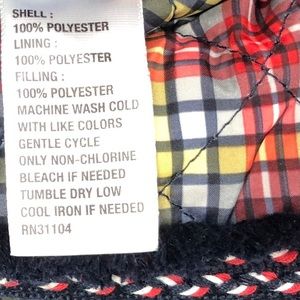 SHELL :
100% POLYESTER
LINING :
100% POLYESTER
FILLING :
100% POLYESTER
MACHINE WASH COLD
WITH LIKE COLORS
GENTLE CYCLE
ONLY NON-CHLORINE
BLEACH IF NEEDED
TUMBLE DRY LOW
COOL IRON IF NEEDED
RN31104